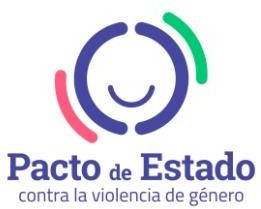 Pacto de Estado
contra la violencia de género